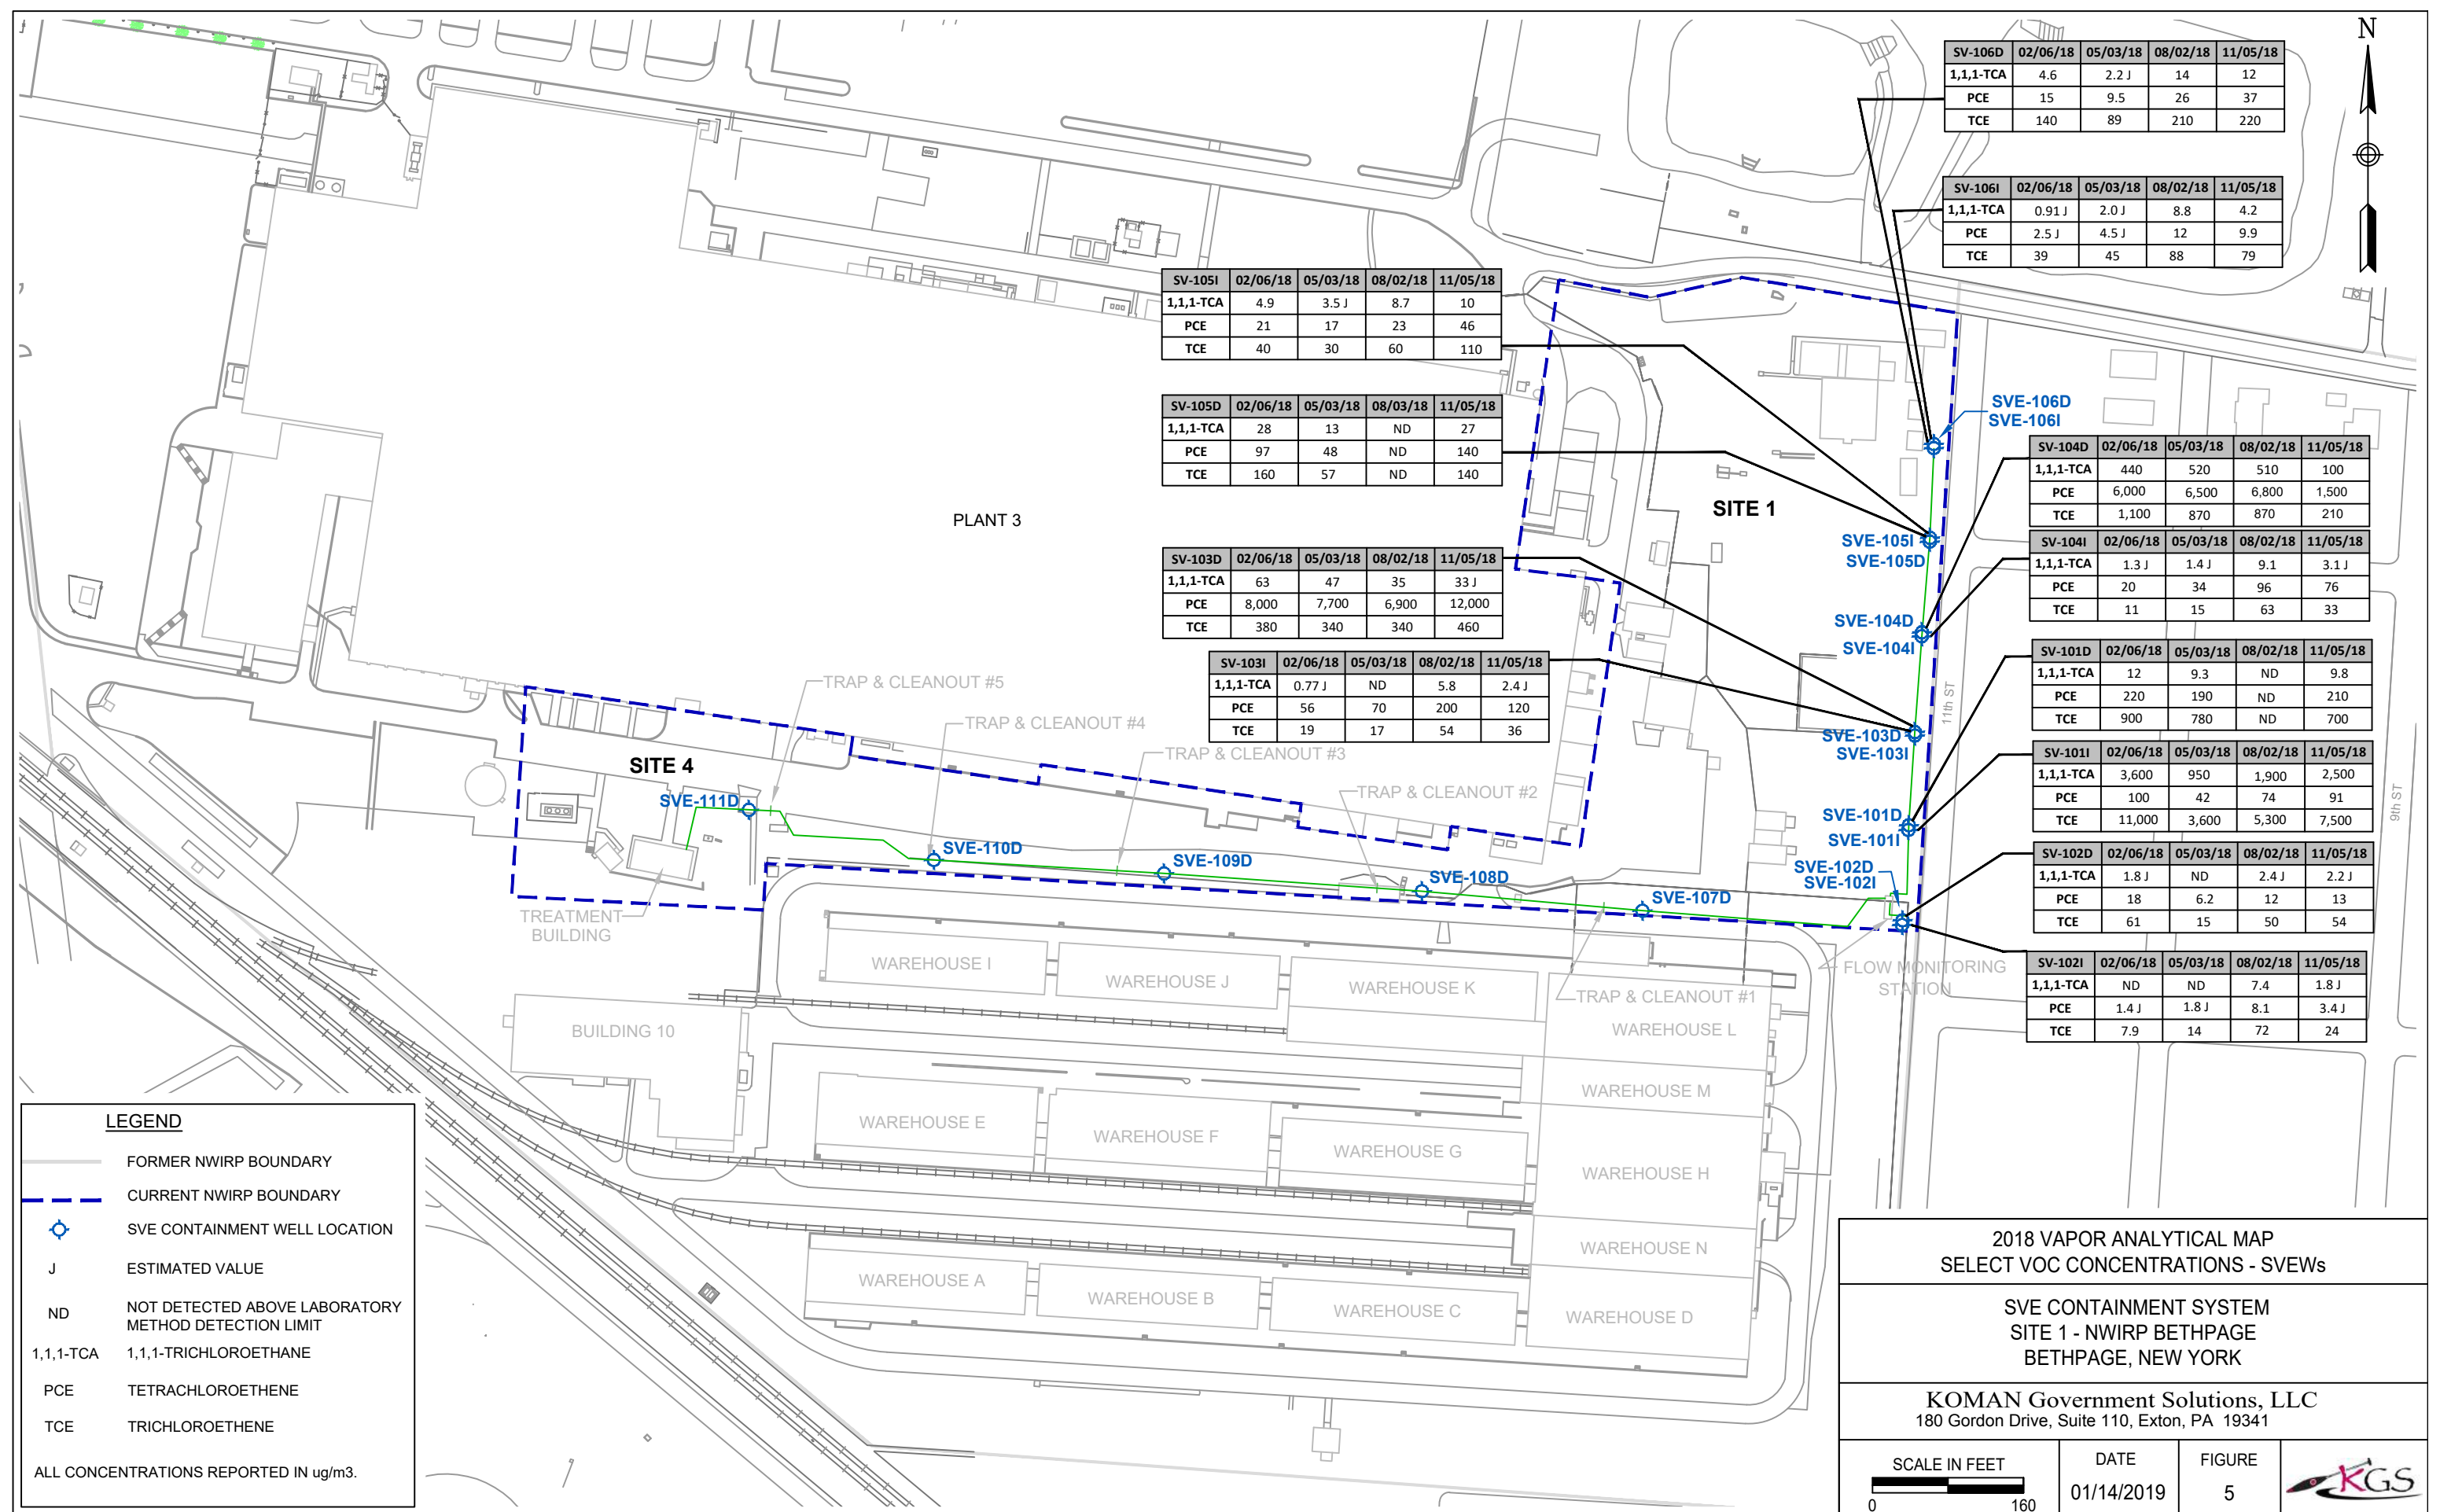 N
SV-106D 02/06/18 05/03/18 08/02/18 11/05/18
1,1,1-TCA 4.6 2.2 J 14 12
PCE 15 9.5 26 37
TCE 140 89 210 220
SV-106I 02/06/18 05/03/18 08/02/18 11/05/18
1,1,1-TCA 0.91 J 2.0 J 8.8 4.2
PCE 2.5 J 4.5 J 12 9.9
TCE 39 45 88 79
SV-105I 02/06/18 05/03/18 08/02/18 11/05/18
1,1,1-TCA 4.9 3.5 J 8.7 10
PCE 21 17 23 46
TCE 40 30 60 110
SV-105D 02/06/18 05/03/18 08/03/18 11/05/18
1,1,1-TCA 28 13 ND 27
PCE 97 48 ND 140
TCE 160 57 ND 140
SVE-106D
SVE-106I
SV-104D 02/06/18 05/03/18 08/02/18 11/05/18
1,1,1-TCA 440 520 510 100
PCE 6,000 6,500 6,800 1,500
TCE 1,100 870 870 210
PLANT 3
SITE 1
SVE-105I
SVE-105D
SV-104I 02/06/18 05/03/18 08/02/18 11/05/18
1,1,1-TCA 1.3 J 1.4 J 9.1 3.1 J
PCE 20 34 96 76
TCE 11 15 63 33
SV-103D 02/06/18 05/03/18 08/02/18 11/05/18
1,1,1-TCA 63 47 35 33 J
PCE 8,000 7,700 6,900 12,000
TCE 380 340 340 460
SVE-104D
SVE-104I
SV-103I 02/06/18 05/03/18 08/02/18 11/05/18
1,1,1-TCA 0.77 J ND 5.8 2.4 J
PCE 56 70 200 120
TCE 19 17 54 36
SV-101D 02/06/18 05/03/18 08/02/18 11/05/18
1,1,1-TCA 12 9.3 ND 9.8
PCE 220 190 ND 210
TCE 900 780 ND 700
11th ST
9th ST
SVE-103D
SVE-103I
SV-101I 02/06/18 05/03/18 08/02/18 11/05/18
1,1,1-TCA 3,600 950 1,900 2,500
PCE 100 42 74 91
TCE 11,000 3,600 5,300 7,500
TRAP & CLEANOUT #5
TRAP & CLEANOUT #4
TRAP & CLEANOUT #3
TRAP & CLEANOUT #2
SITE 4
SVE-111D
SVE-110D
SVE-109D
SVE-108D
SVE-107D
SVE-101D
SVE-101I
SVE-102D
SVE-102I
SV-102D 02/06/18 05/03/18 08/02/18 11/05/18
1,1,1-TCA 1.8 J ND 2.4 J 2.2 J
PCE 18 6.2 12 13
TCE 61 15 50 54
SV-102I 02/06/18 05/03/18 08/02/18 11/05/18
1,1,1-TCA ND ND 7.4 1.8 J
PCE 1.4 J 1.8 J 8.1 3.4 J
TCE 7.9 14 72 24
TREATMENT
BUILDING
FLOW MONITORING
STATION
TRAP & CLEANOUT #1
WAREHOUSE I
WAREHOUSE J
WAREHOUSE K
WAREHOUSE L
BUILDING 10
WAREHOUSE M
WAREHOUSE E
WAREHOUSE F
WAREHOUSE G
WAREHOUSE H
WAREHOUSE N
WAREHOUSE A
WAREHOUSE B
WAREHOUSE C
WAREHOUSE D
LEGEND
FORMER NWIRP BOUNDARY
CURRENT NWIRP BOUNDARY
SVE CONTAINMENT WELL LOCATION
J ESTIMATED VALUE
ND NOT DETECTED ABOVE LABORATORY
METHOD DETECTION LIMIT
1,1,1-TCA 1,1,1-TRICHLOROETHANE
PCE TETRACHLOROETHENE
TCE TRICHLOROETHENE
ALL CONCENTRATIONS REPORTED IN ug/m3.
2018 VAPOR ANALYTICAL MAP
SELECT VOC CONCENTRATIONS - SVEWs
SVE CONTAINMENT SYSTEM
SITE 1 - NWIRP BETHPAGE
BETHPAGE, NEW YORK
KOMAN Government Solutions, LLC
180 Gordon Drive, Suite 110, Exton, PA 19341
SCALE IN FEET
0 160
DATE
01/14/2019
FIGURE
5
KGS